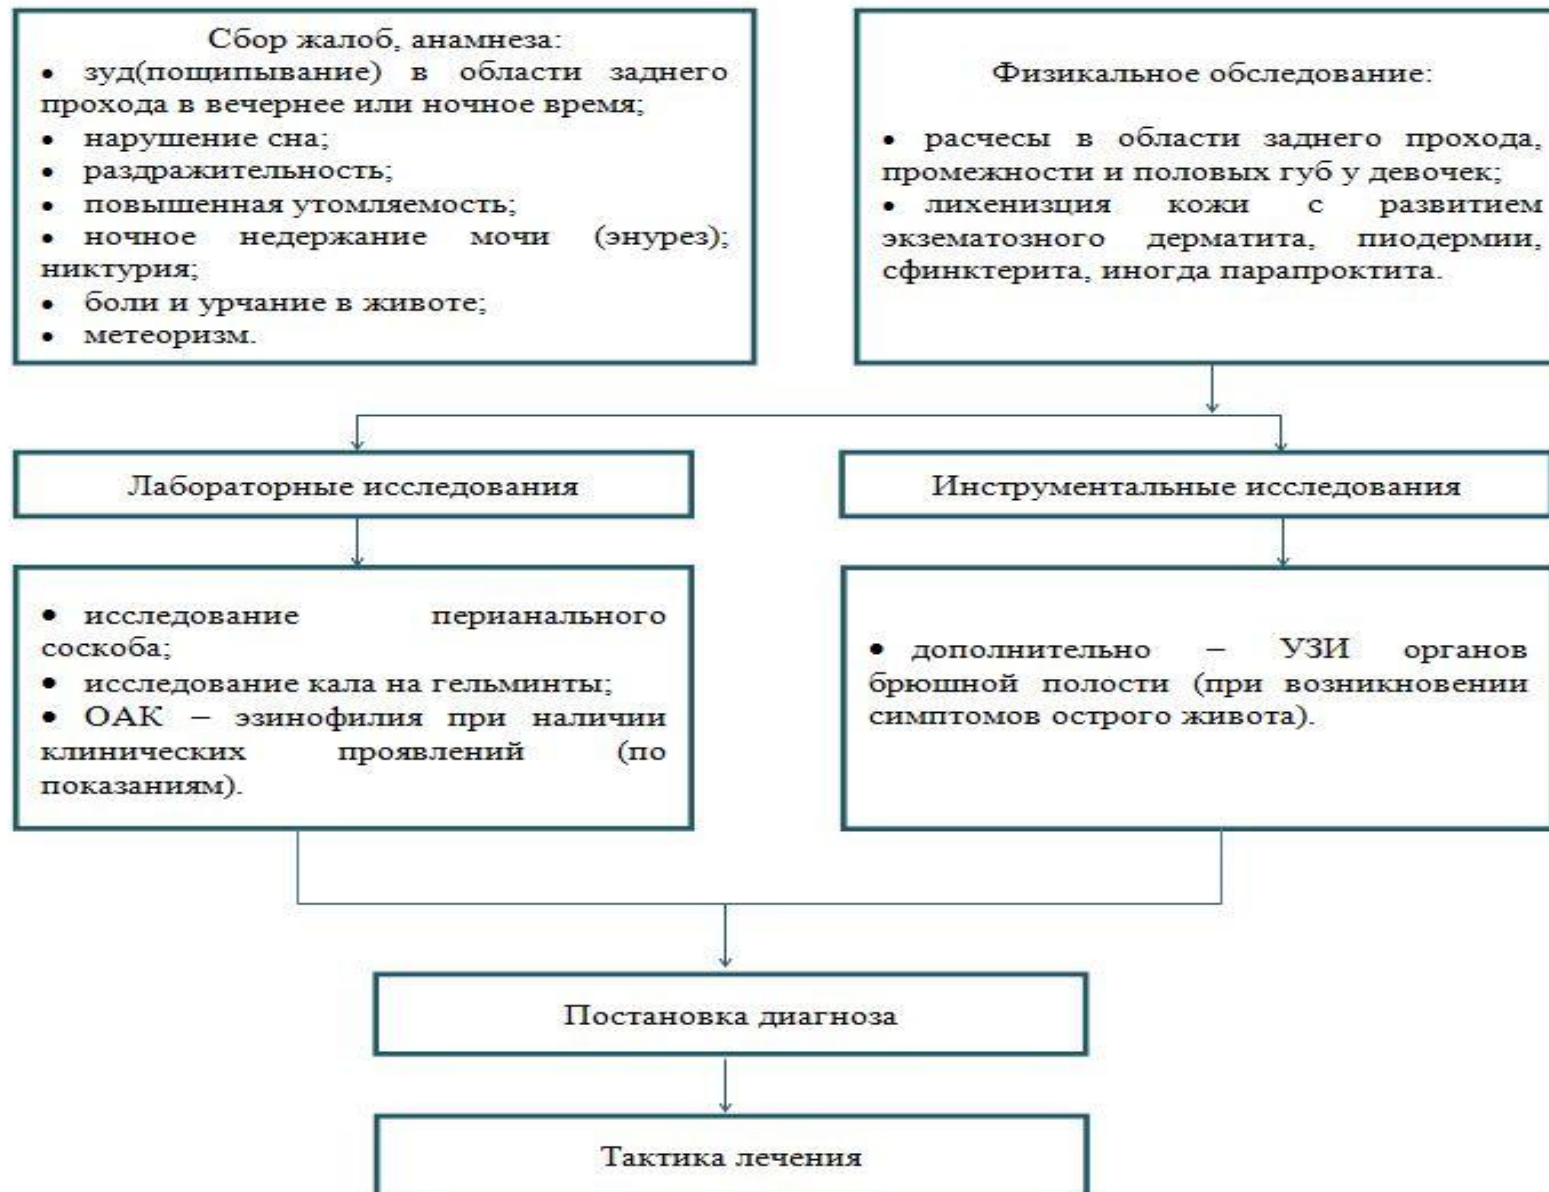 Сбор жалоб, анамнеза:
• зуд(пощипывание) в области заднего
прохода в вечернее или ночное время;
• нарушение сна;
• раздражительность;
• повышенная утомляемость;
• ночное недержание мочи (энурез);
никтурия;
• боли и урчание в животе;
• метеоризм.
Физикальное обследование:
• расчесы в области заднего прохода,
промежности и половых губ у девочек;
• лихенизция кожи с развитием
экзематозного дерматита, пиодермии,
сфинктерита, иногда парапроктита.
Лабораторные исследования
Инструментальные исследования
• исследование перианального
соскоба;
• исследование кала на гельминты;
• ОАК – эзинофилия при наличии
клинических проявлений (по
показаниям).
• дополнительно – УЗИ органов
брюшной полости (при возникновении
симптомов острого живота).
Постановка диагноза
Тактика лечения